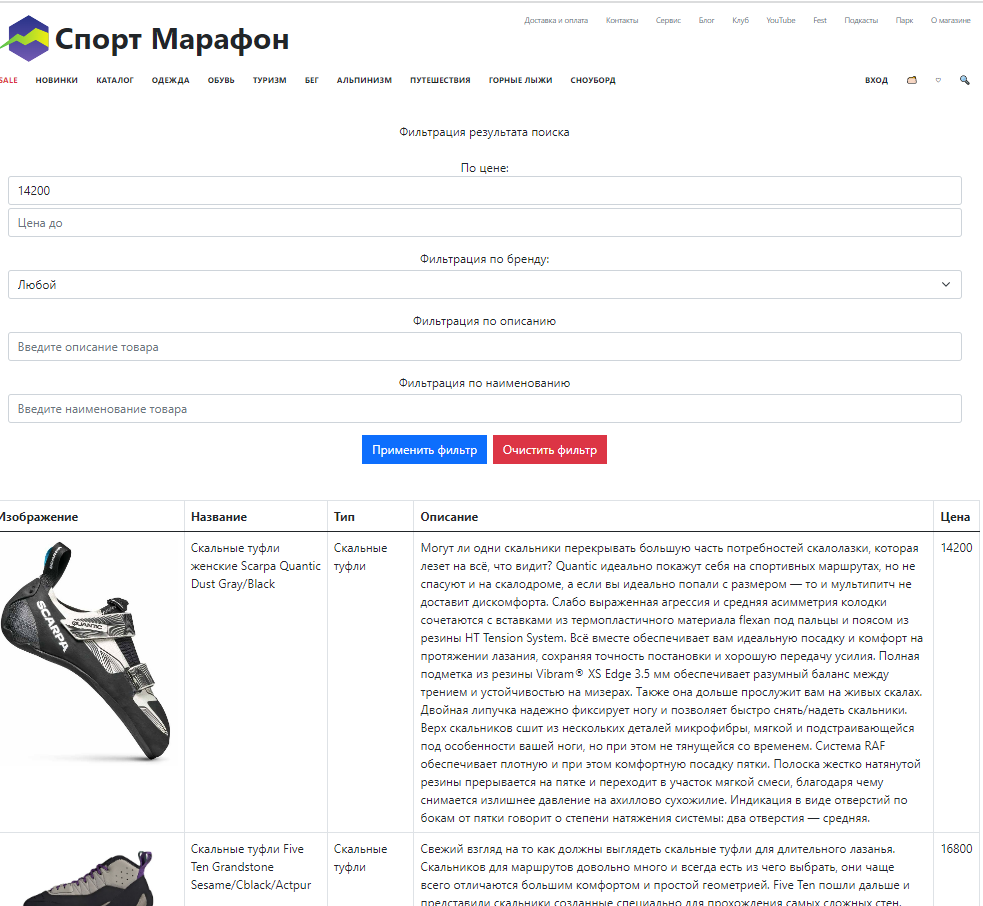 Доставка и оплата Контакты Сервис Блог Клуб YouTube Fest Подкасты Парк О магазине
Спорт Марафон
SALE НОВИНКИ КАТАЛОГ ОДЕЖДА ОБУВЬ ТУРИЗМ БЕГ АЛЬПИНИЗМ ПУТЕШЕСТВИЯ ГОРНЫЕ ЛЫЖИ СНОУБОРД ВХОД
Фильтрация результата поиска
По цене:
14200
Цена до
Фильтрация по бренду:
Любой
Фильтрация по описанию
Введите описание товара
Фильтрация по наименованию
Введите наименование товара
Применить фильтр Очистить фильтр
Изображение Название Тип Описание Цена
SCARPA
QUANTIC
Скальные туфли
женские Scarpa Quantic
Dust Gray/Black
Скальные
туфли
Могут ли одни скальники перекрывать большую часть потребностей скалолазки, которая
лезет на всё, что видит? Quantic идеально покажут себя на спортивных маршрутах, но не
спасуют и на скалодроме, а если вы идеально попали с размером — то и мультипитч не
доставит дискомфорта. Слабо выраженная агрессия и средняя асимметрия колодки
сочетаются с вставками из термопластичного материала flexan под пальцы и поясом из
резины HT Tension System. Всё вместе обеспечивает вам идеальную посадку и комфорт на
протяжении лазания, сохраняя точность постановки и хорошую передачу усилия. Полная
подметка из резины Vibram® XS Edge 3.5 мм обеспечивает разумный баланс между
трением и устойчивостью на мизерах. Также она дольше прослужит вам на живых скалах.
Двойная липучка надежно фиксирует ногу и позволяет быстро снять/надеть скальники.
Верх скальников сшит из нескольких деталей микрофибры, мягкой и подстраивающейся
под особенности вашей ноги, но при этом не тянущейся со временем. Система RAF
обеспечивает плотную и при этом комфортную посадку пятки. Полоска жестко натянутой
резины прерывается на пятке и переходит в участок мягкой смеси, благодаря чему
снимается излишнее давление на ахиллово сухожилие. Индикация в виде отверстий по
бокам от пятки говорит о степени натяжения системы: два отверстия — средняя.
14200
Скальные туфли Five
Ten Grandstone
Sesame/Cblack/Actpur
Скальные
туфли
Свежий взгляд на то как должны выглядеть скальные туфли для длительного лазанья.
Скальников для маршрутов довольно много и всегда есть из чего выбрать, они чаще
всего отличаются большим комфортом и простой геометрией. Five Ten пошли дальше и
представили скальники созданные специально для прохождения самых сложных стен.
16800